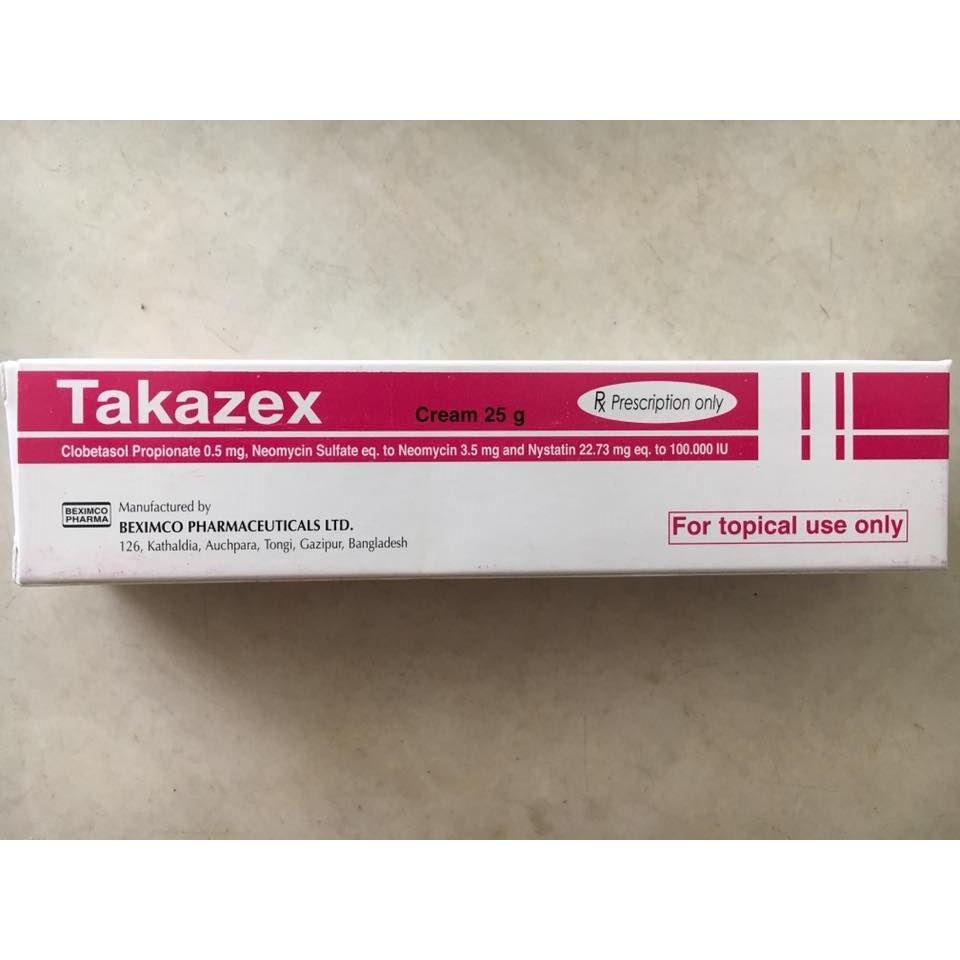 Takazex
Cream 25 g
Rx Prescription only
Clobetasol Propionate 0.5 mg, Neomycin Sulfate eq. to Neomycin 3.5 mg and Nystatin 22.73 mg eq. to 100.000 IU
BEXIMCO
PHARMA
Manufactured by
BEXIMCO PHARMACEUTICALS LTD.
126, Kathaldia, Auchpara, Tongi, Gazipur, Bangladesh
For topical use only